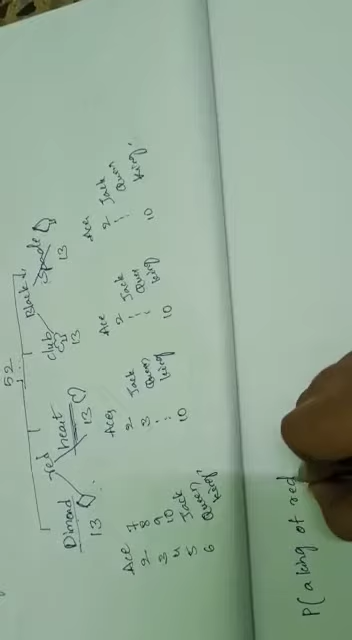 52
red Black
Dimond heart club spade
13 13 13 13
Ace 7 Aces Ace Ace
2 8 2 Jack 2 Jack 2 Jack
3 9 3 Queen : Quen : Queen
4 10 : king : king : king
5 Jack 10 10 10
6 Queen,
king,
P(a king of red